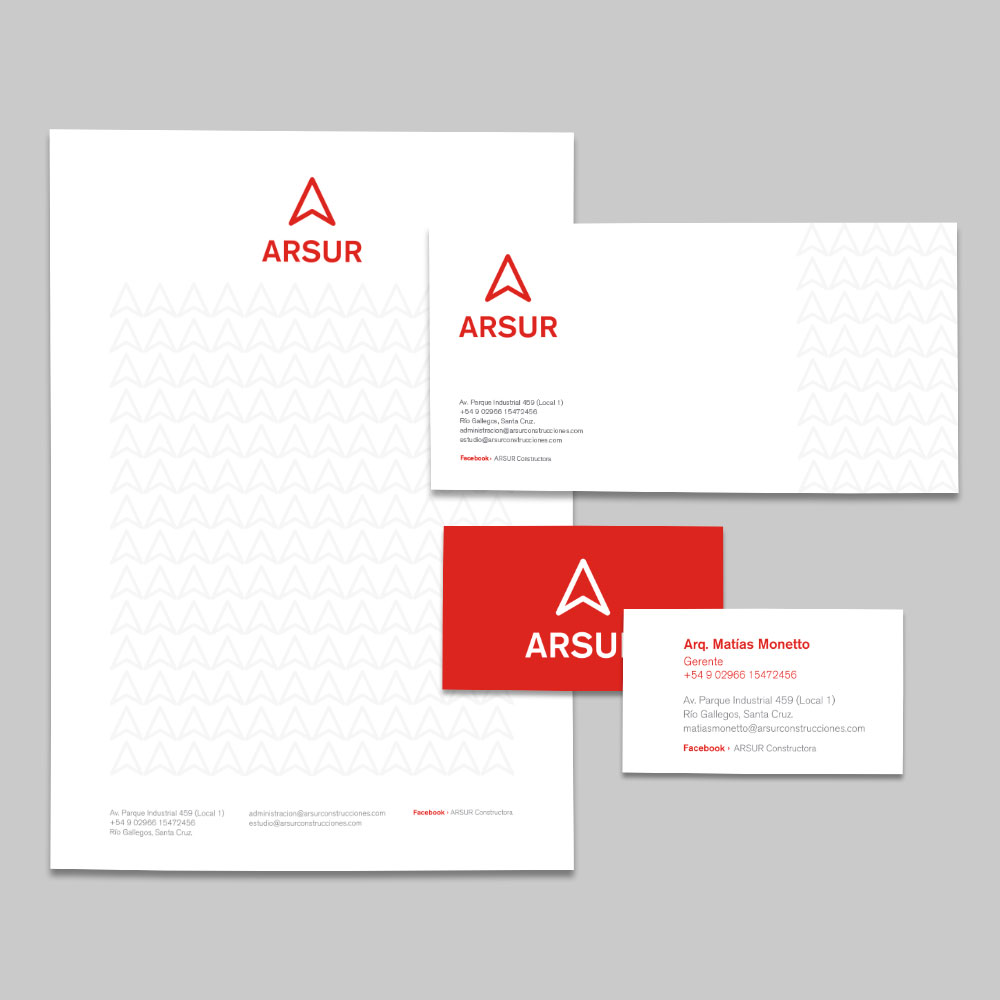 ARSUR
Av. Parque Industrial 459 (Local 1)
+54 9 02966 15472456
Río Gallegos, Santa Cruz.
administracion@arsurconstrucciones.com
estudio@arsurconstrucciones.com
Facebook › ARSUR Constructora
ARSUR
Av. Parque Industrial 459 (Local 1)
+54 9 02966 15472456
Río Gallegos, Santa Cruz.
administracion@arsurconstrucciones.com
estudio@arsurconstrucciones.com
Facebook › ARSUR Constructora
ARSU
Arq. Matías Monetto
Gerente
+54 9 02966 15472456
Av. Parque Industrial 459 (Local 1)
Río Gallegos, Santa Cruz.
matiasmonetto@arsurconstrucciones.com
Facebook › ARSUR Constructora